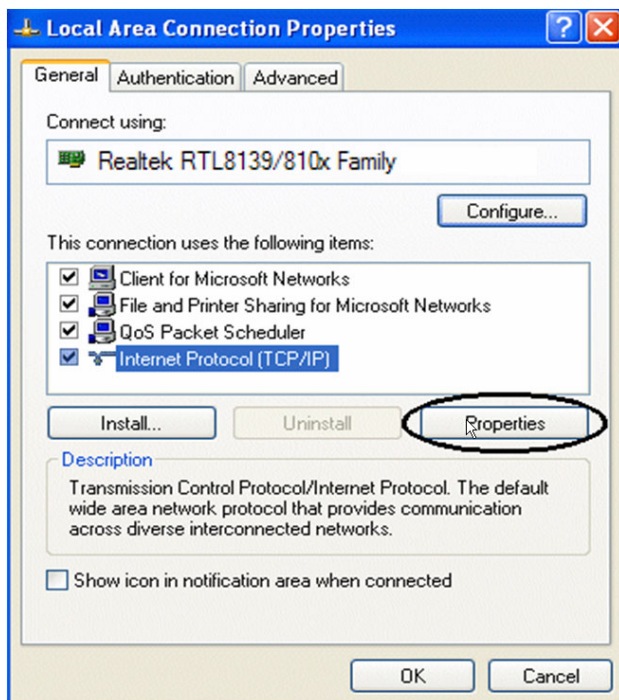 Local Area Connection Properties
General Authentication Advanced
Connect using:
Realtek RTL8139/810x Family
Configure...
This connection uses the following items:
Client for Microsoft Networks
File and Printer Sharing for Microsoft Networks
QoS Packet Scheduler
Internet Protocol (TCP/IP)
Install... Uninstall Properties
Description
Transmission Control Protocol/Internet Protocol. The default
wide area network protocol that provides communication
across diverse interconnected networks.
Show icon in notification area when connected
OK Cancel